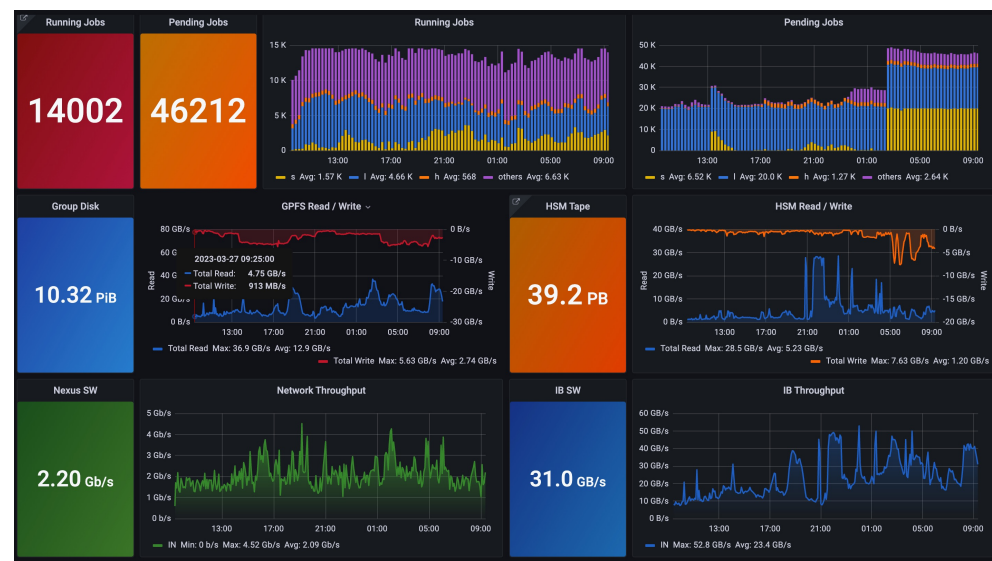 Running Jobs
14002
Pending Jobs
46212
Running Jobs
15 K
10 K
5 K
0
13:00 17:00 21:00 01:00 05:00 09:00
s Avg: 1.57 K l Avg: 4.66 K h Avg: 568 others Avg: 6.63 K
Pending Jobs
50 K
40 K
30 K
20 K
10 K
0
13:00 17:00 21:00 01:00 05:00 09:00
s Avg: 6.52 K l Avg: 20.0 K h Avg: 1.27 K others Avg: 2.64 K
Group Disk
10.32 PiB
GPFS Read / Write
80 GB/s
60 G
40 G
20 GB/s
0 B/s
Read
2023-03-27 09:25:00
Total Read: 4.75 GB/s
Total Write: 913 MB/s
0 B/s
-10 GB/s
-20 GB/s
-30 GB/s
Write
13:00 17:00 21:00 01:00 05:00 09:00
Total Read Max: 36.9 GB/s Avg: 12.9 GB/s
Total Write Max: 5.63 GB/s Avg: 2.74 GB/s
HSM Tape
39.2 PB
HSM Read / Write
40 GB/s
30 GB/s
20 GB/s
10 GB/s
0 B/s
Read
0 B/s
-5 GB/s
-10 GB/s
-15 GB/s
-20 GB/s
Write
13:00 17:00 21:00 01:00 05:00 09:00
Total Read Max: 28.5 GB/s Avg: 5.23 GB/s
Total Write Max: 7.63 GB/s Avg: 1.20 GB/s
Nexus SW
2.20 Gb/s
Network Throughput
5 Gb/s
4 Gb/s
3 Gb/s
2 Gb/s
1 Gb/s
0 b/s
13:00 17:00 21:00 01:00 05:00 09:00
IN Min: 0 b/s Max: 4.52 Gb/s Avg: 2.09 Gb/s
IB SW
31.0 GB/s
IB Throughput
60 GB/s
50 GB/s
40 GB/s
30 GB/s
20 GB/s
10 GB/s
0 B/s
13:00 17:00 21:00 01:00 05:00 09:00
IN Max: 52.8 GB/s Avg: 23.4 GB/s